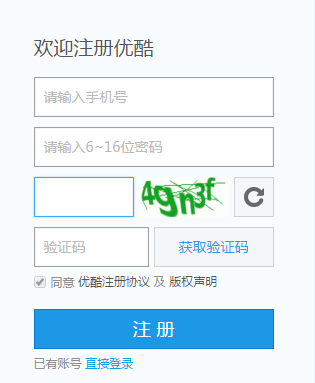 欢迎注册优酷
请输入手机号
请输入6~16位密码
4gn3f
验证码 获取验证码
同意 优酷注册协议 及 版权声明
注 册
已有账号 直接登录